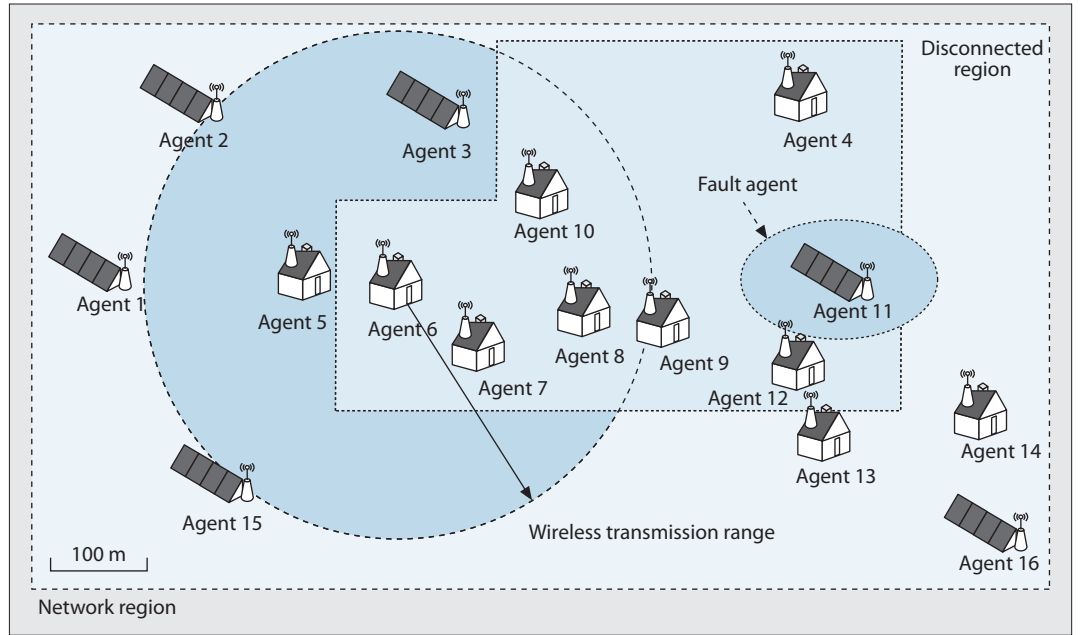 Disconnected
region
Agent 2
Agent 3
Agent 4
Fault agent
Agent 10
Agent 1
Agent 5
Agent 6
Agent 11
Agent 8
Agent 9
Agent 7
Agent 12
Agent 14
Agent 13
Agent 15
Wireless transmission range
100 m
Agent 16
Network region